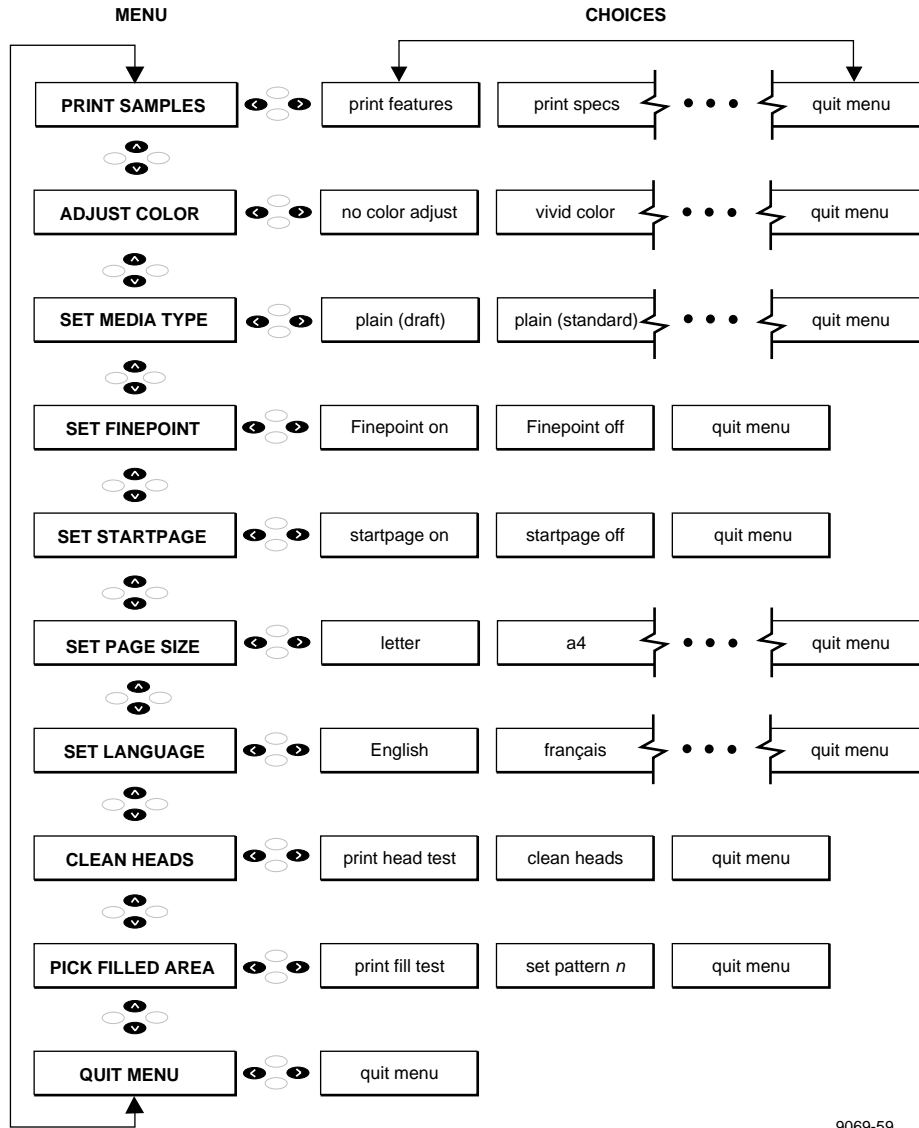 MENU CHOICES
PRINT SAMPLES print features print specs quit menu
ADJUST COLOR no color adjust vivid color quit menu
SET MEDIA TYPE plain (draft) plain (standard) quit menu
SET FINEPOINT Finepoint on Finepoint off quit menu
SET STARTPAGE startpage on startpage off quit menu
SET PAGE SIZE letter a4 quit menu
SET LANGUAGE English français quit menu
CLEAN HEADS print head test clean heads quit menu
PICK FILLED AREA print fill test set pattern n quit menu
QUIT MENU quit menu
9069-59